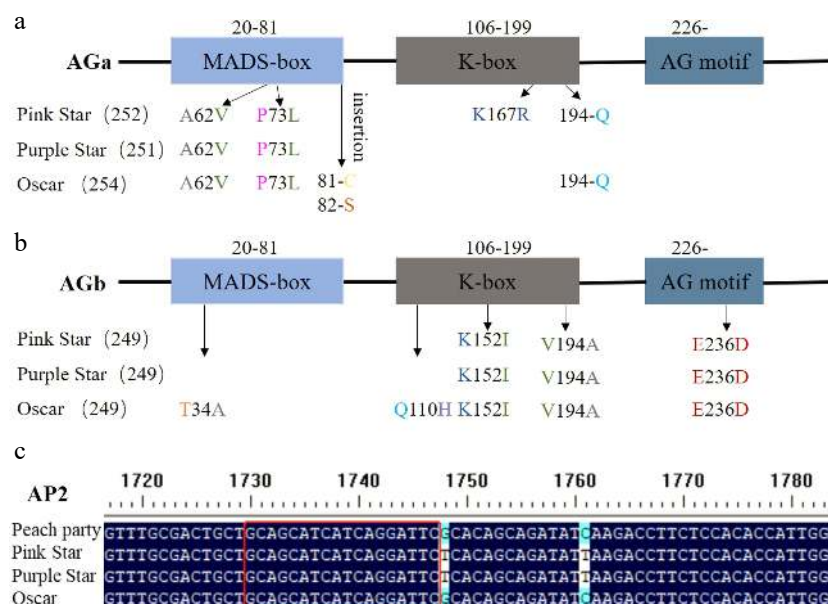 a
20-81 106-199 226-
AGa MADS-box K-box AG motif
insertion
Pink Star (252) A62V P73L K167R 194-Q
Purple Star (251) A62V P73L
Oscar (254) A62V P73L 81-C 194-Q
82-S
b
20-81 106-199 226-
AGb MADS-box K-box AG motif
Pink Star (249) K152I V194A E236D
Purple Star (249) K152I V194A E236D
Oscar (249) T34A Q110H K152I V194A E236D
c
AP2 1720 1730 1740 1750 1760 1770 1780
Peach party GTTTGCGACTGCTGCAGCATCATCAGGATTCGCACAGCAGATATCAAGACCTTCTCCACACCATTGG
Pink Star GTTTGCGACTGCTGCAGCATCATCAGGATTCTCACAGCAGATATTAAGACCTTCTCCACACCATTGG
Purple Star GTTTGCGACTGCTGCAGCATCATCAGGATTCTCACAGCAGATATTAAGACCTTCTCCACACCATTGG
Oscar GTTTGCGACTGCTGCAGCATCATCAGGATTCGCACAGCAGATATCAAGACCTTCTCCACACCATTGG